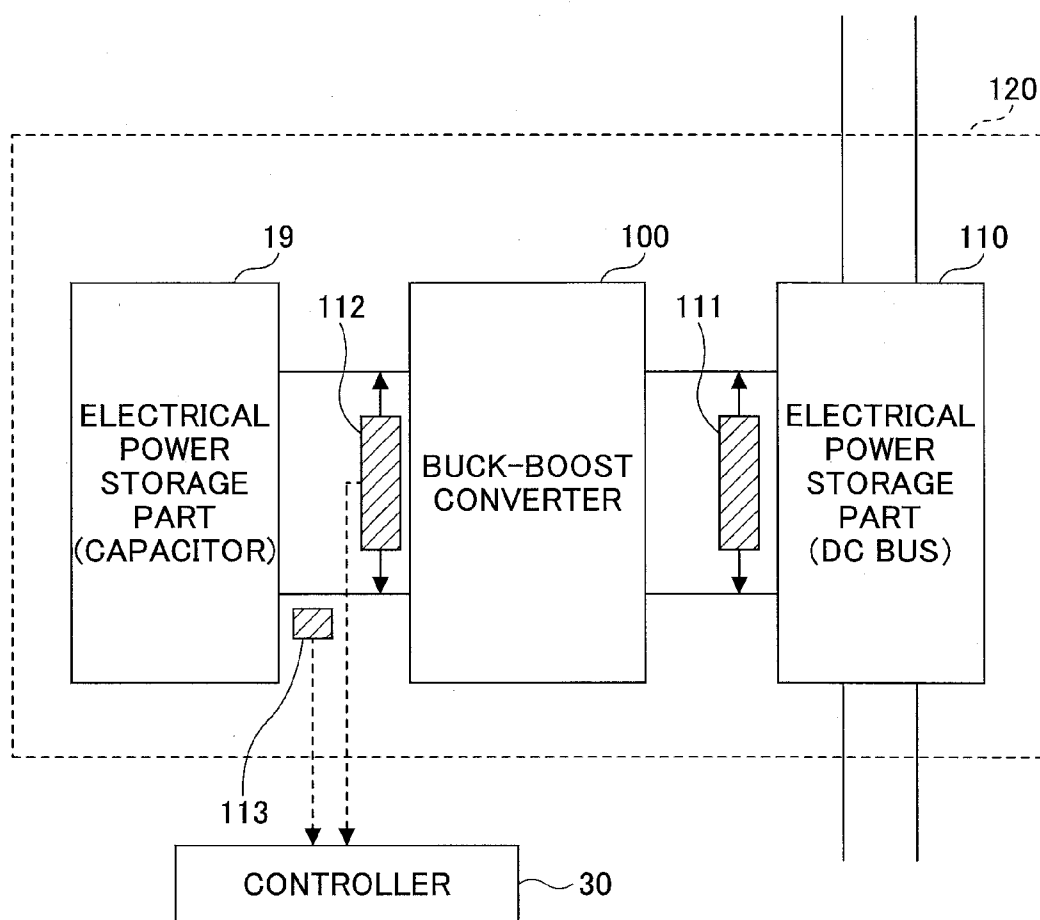 120
19
100
110
112
111
ELECTRICAL
POWER
STORAGE
PART
(CAPACITOR)
BUCK-BOOST
CONVERTER
ELECTRICAL
POWER
STORAGE
PART
(DC BUS)
113
CONTROLLER
30